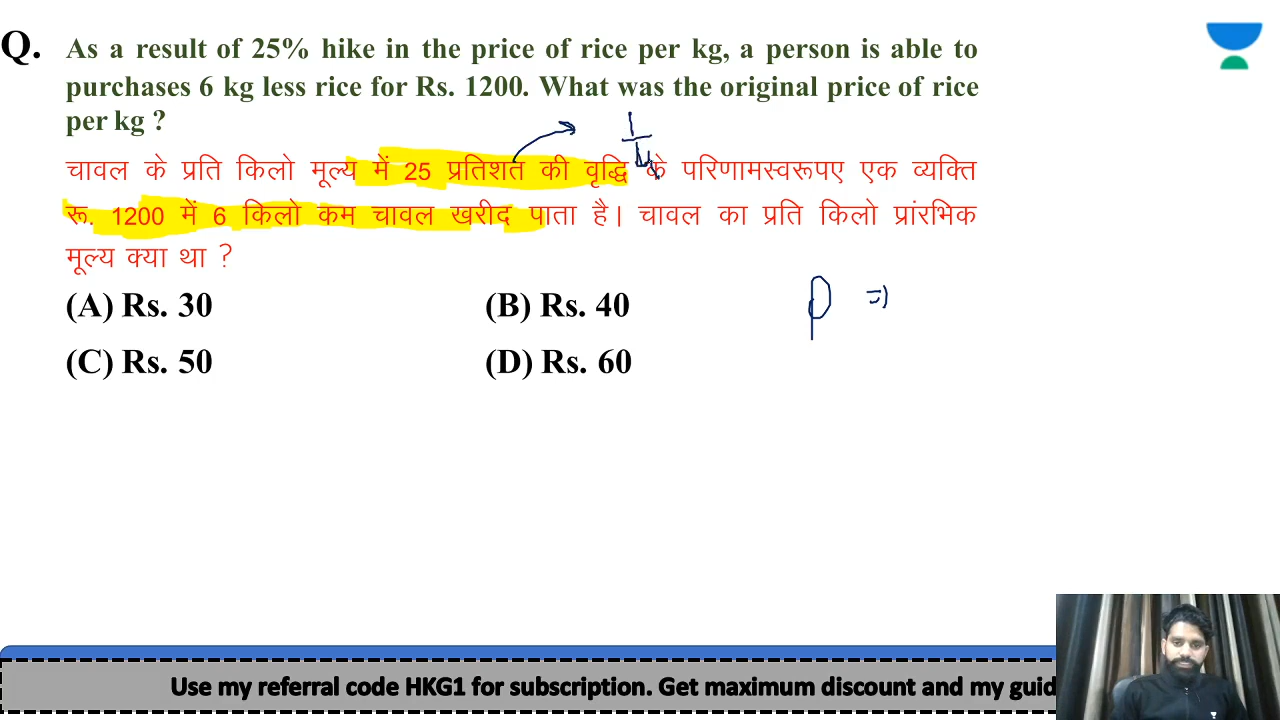 Q. As a result of 25% hike in the price of rice per kg, a person is able to
purchases 6 kg less rice for Rs. 1200. What was the original price of rice
per kg ?
1
4
चावल के प्रति किलो मूल्य में 25 प्रतिशत की वृद्धि के परिणामस्वरूपए एक व्यक्ति
रू. 1200 में 6 किलो कम चावल खरीद पाता है। चावल का प्रति किलो प्रांरभिक
मूल्य क्या था ?
(A) Rs. 30 (B) Rs. 40
P ⇒
(C) Rs. 50 (D) Rs. 60
Use my referral code HKG1 for subscription. Get maximum discount and my guid